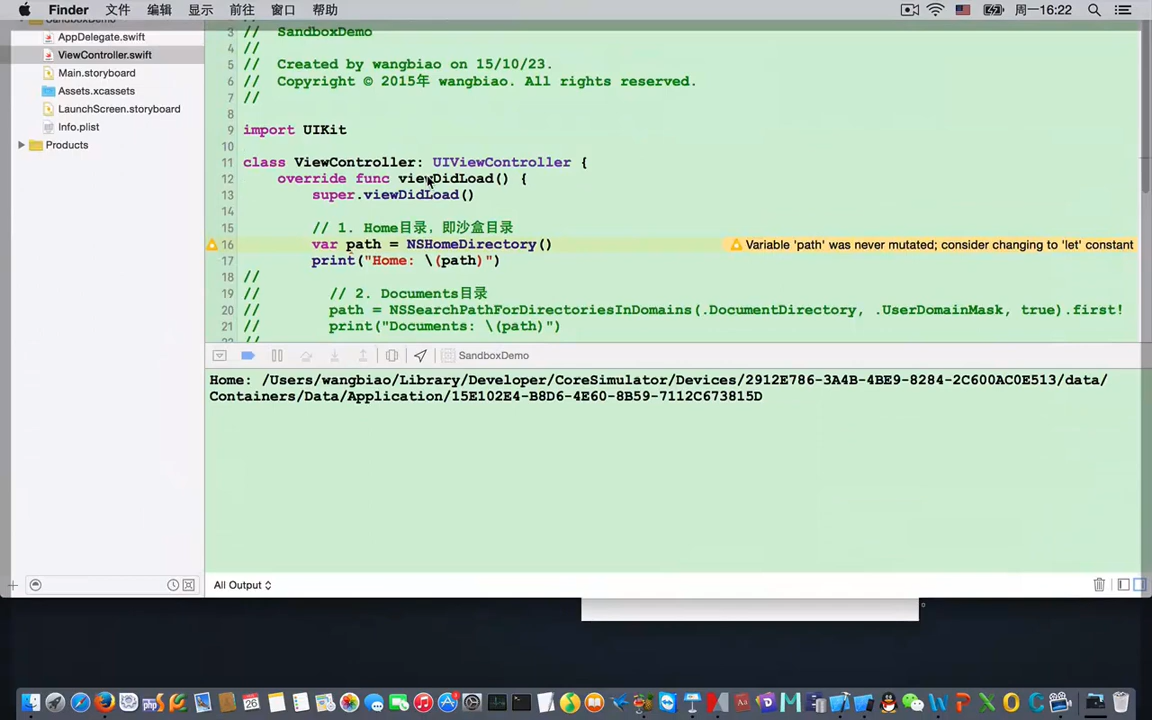 Finder 文件 编辑 显示 前往 窗口 帮助 周一16:22
SandboxDemo
AppDelegate.swift
ViewController.swift
Main.storyboard
Assets.xcassets
LaunchScreen.storyboard
Info.plist
Products
3 // SandboxDemo
4 //
5 // Created by wangbiao on 15/10/23.
6 // Copyright © 2015年 wangbiao. All rights reserved.
7 //
8
9 import UIKit
10
11 class ViewController: UIViewController {
12 override func viewDidLoad() {
13 super.viewDidLoad()
14
15 // 1. Home目录，即沙盒目录
16 var path = NSHomeDirectory() Variable 'path' was never mutated; consider changing to 'let' constant
17 print("Home: \(path)")
18 //
19 // // 2. Documents目录
20 // path = NSSearchPathForDirectoriesInDomains(.DocumentDirectory, .UserDomainMask, true).first!
21 // print("Documents: \(path)")
SandboxDemo
Home: /Users/wangbiao/Library/Developer/CoreSimulator/Devices/2912E786-3A4B-4BE9-8284-2C600AC0E513/data/
Containers/Data/Application/15E102E4-B8D6-4E60-8B59-7112C673815D
All Output